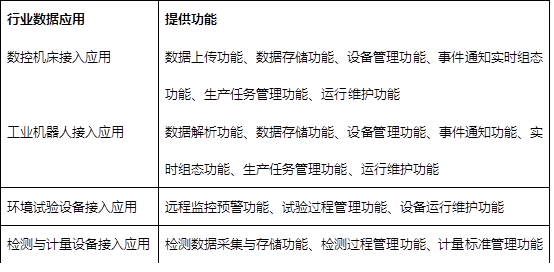 行业数据应用 提供功能
数控机床接入应用 数据上传功能、数据存储功能、设备管理功能、事件通知实时组态
功能、生产任务管理功能、运行维护功能
工业机器人接入应用 数据解析功能、数据存储功能、设备管理功能、事件通知功能、实
时组态功能、生产任务管理功能、运行维护功能
环境试验设备接入应用 远程监控预警功能、试验过程管理功能、设备运行维护功能
检测与计量设备接入应用 检测数据采集与存储功能、检测过程管理功能、计量标准管理功能